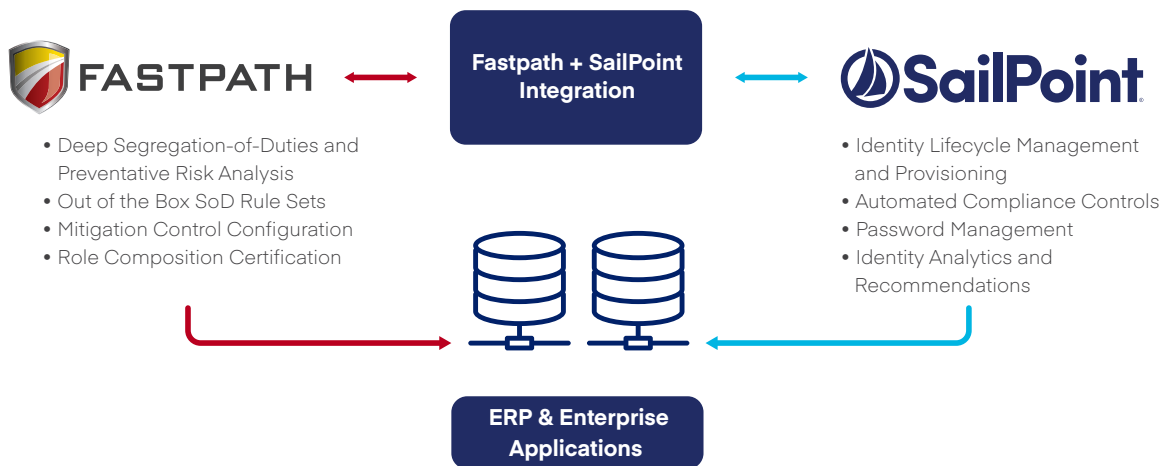 FASTPATH
Fastpath + SailPoint
Integration
SailPoint
• Deep Segregation-of-Duties and
Preventative Risk Analysis
• Out of the Box SoD Rule Sets
• Mitigation Control Configuration
• Role Composition Certification
• Identity Lifecycle Management
and Provisioning
• Automated Compliance Controls
• Password Management
• Identity Analytics and
Recommendations
ERP & Enterprise
Applications